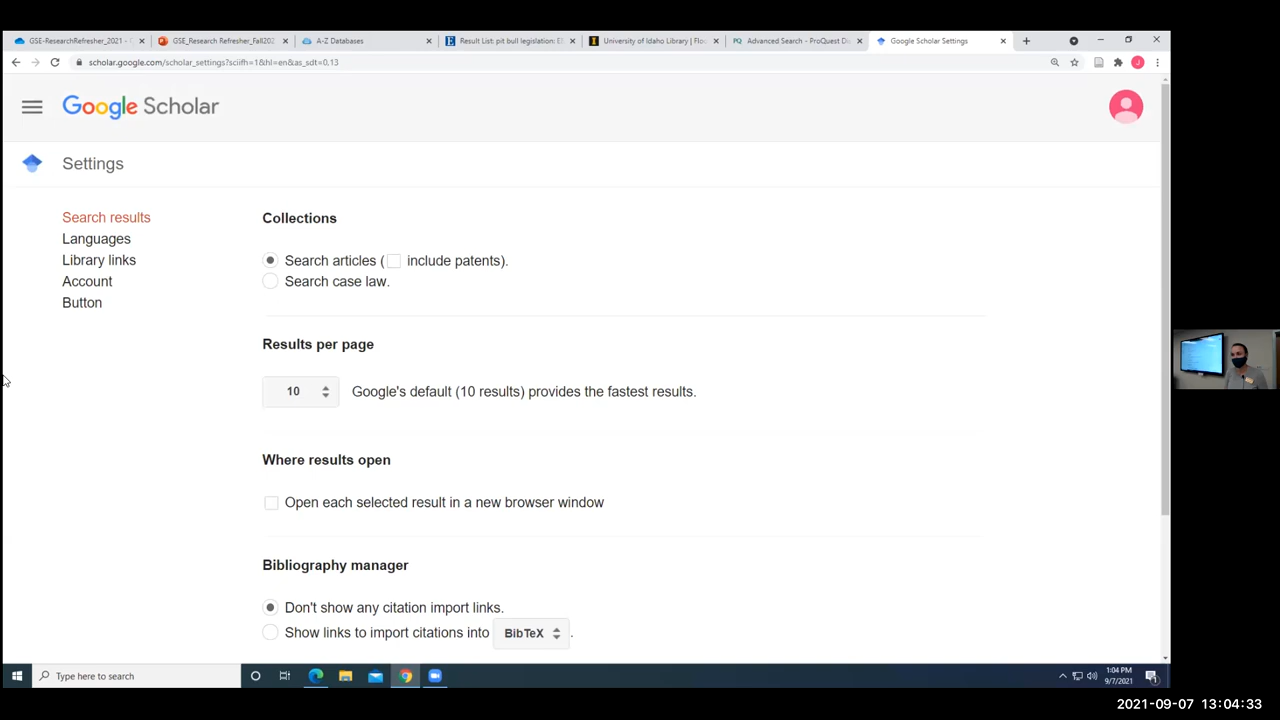 GSE-ResearchRefresher_2021 -
GSE_Research Refresher_Fall202
A-Z Databases
Result List: pit bull legislation: E
University of Idaho Library | Flo
PQ Advanced Search - ProQuest Di
Google Scholar Settings
scholar.google.com/scholar_settings?sciifh=1&hl=en&as_sdt=0,13
J
Google Scholar
Settings
Search results
Languages
Library links
Account
Button
Collections
Search articles ( include patents).
Search case law.
Results per page
10 Google's default (10 results) provides the fastest results.
Where results open
Open each selected result in a new browser window
Bibliography manager
Don't show any citation import links.
Show links to import citations into BibTeX .
Type here to search
1:04 PM
9/7/2021
1
2021-09-07 13:04:33